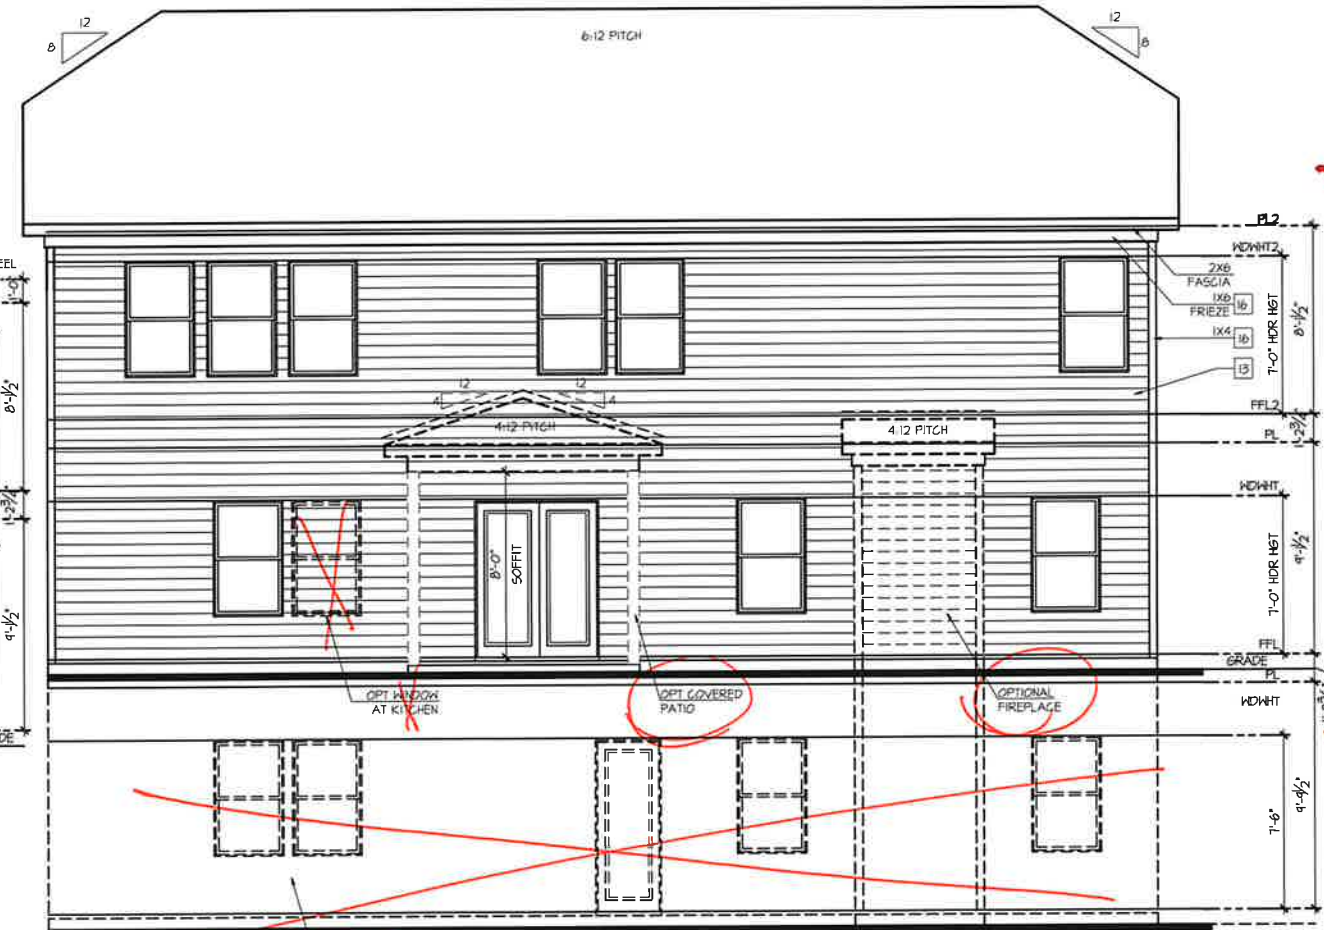 12
8
6:12 PITCH
12
8
PL2
WDWHT2
2X6
FASCIA
1X6
FRIEZE
16
1X4
16
13
7'-0" HDR HGT
8'-1/2"
EEL
1'-0"
8'-1/2"
FFL2
1'-2 3/4"
PL
12
12
4
4
4:12 PITCH
4:12 PITCH
WDWHT
1'-2 3/4"
8'-0"
SOFFIT
7'-0" HDR HGT
9'-1/2"
9'-1/2"
FFL
GRADE
PL
OPT WINDOW
AT KITCHEN
OPT COVERED
PATIO
OPTIONAL
FIREPLACE
WDWHT
DE
7'-6"